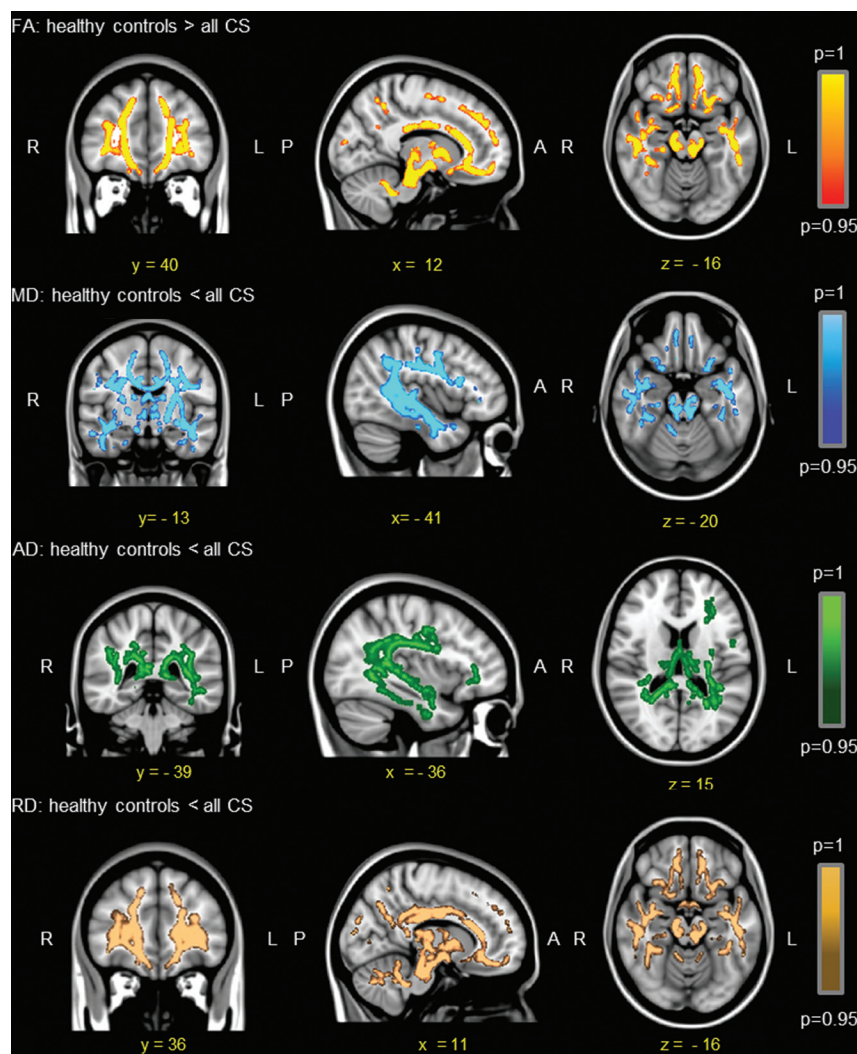 FA: healthy controls > all CS
p=1
R
L P
A R
L
p=0.95
y = 40
x = 12
z = - 16
MD: healthy controls < all CS
p=1
R
L P
A R
L
p=0.95
y= - 13
x= - 41
z = - 20
AD: healthy controls < all CS
p=1
R
L P
A R
L
p=0.95
y = - 39
x = - 36
z = 15
RD: healthy controls < all CS
p=1
R
L P
A R
L
p=0.95
y = 36
x = 11
z = - 16